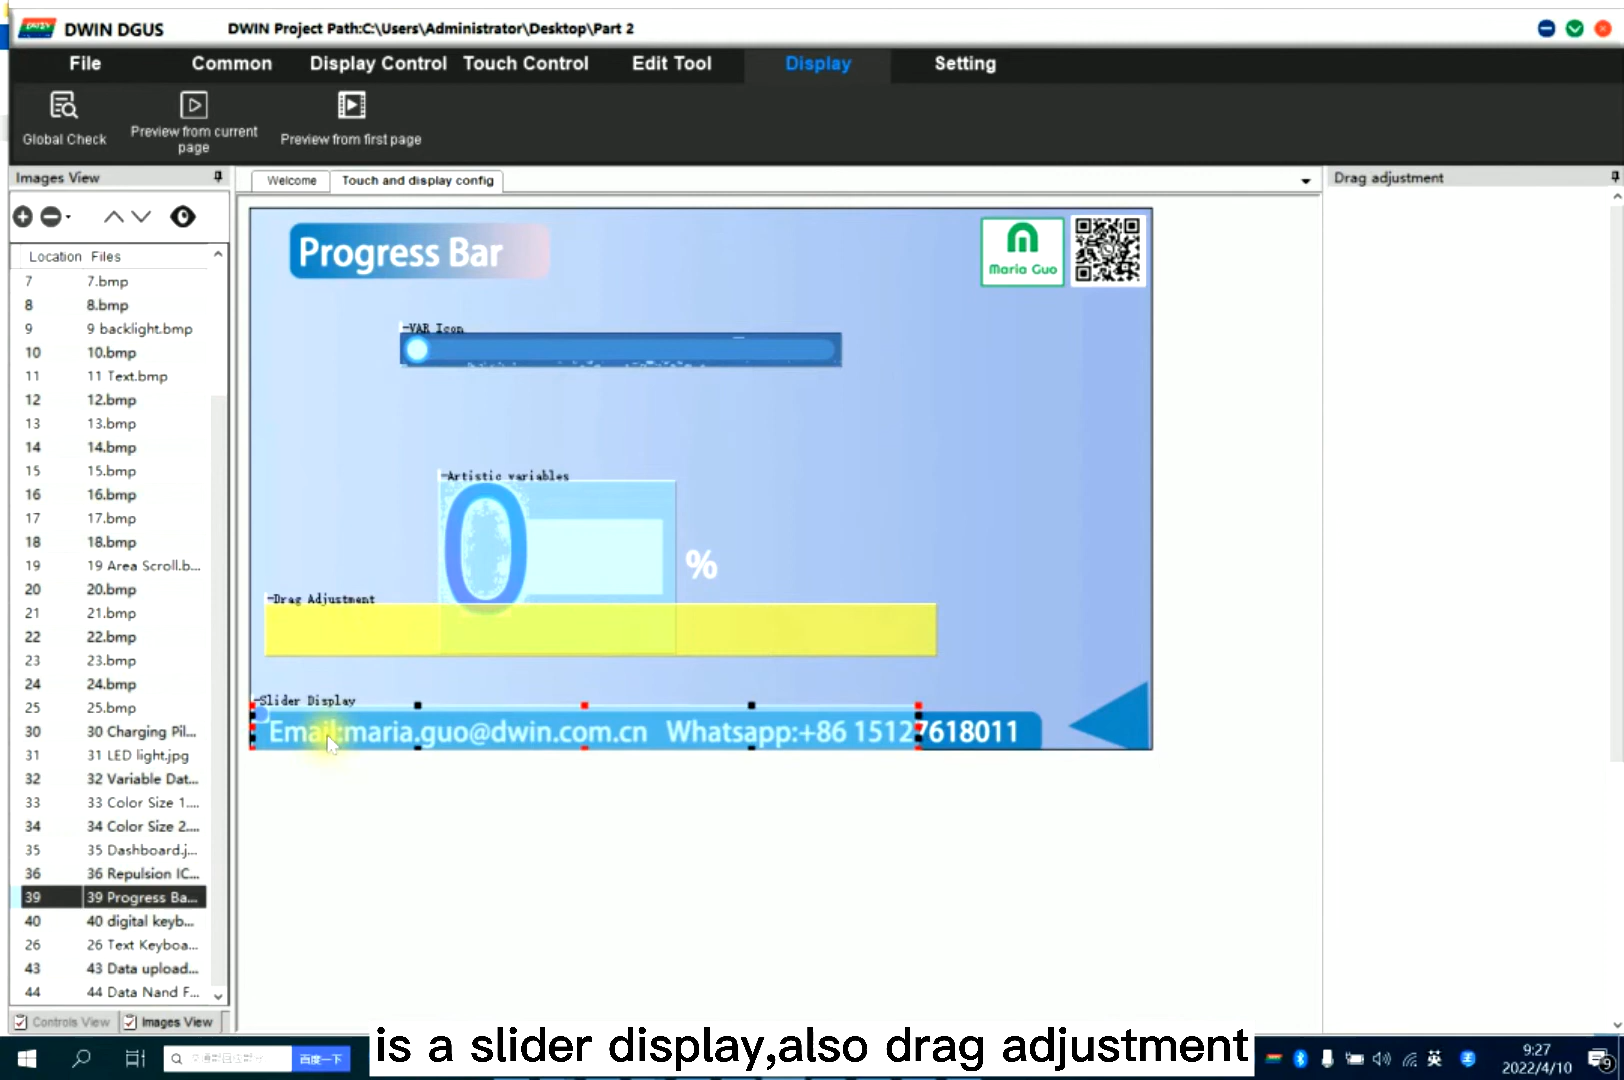 DWIN DGUS
DWIN Project Path:C:\Users\Administrator\Desktop\Part 2
File Common Display Control Touch Control Edit Tool Display Setting
Global Check
Preview from current page
Preview from first page
Images View
Welcome
Touch and display config
Drag adjustment
Location Files
7 7.bmp
8 8.bmp
9 9 backlight.bmp
10 10.bmp
11 11 Text.bmp
12 12.bmp
13 13.bmp
14 14.bmp
15 15.bmp
16 16.bmp
17 17.bmp
18 18.bmp
19 19 Area Scroll.b...
20 20.bmp
21 21.bmp
22 22.bmp
23 23.bmp
24 24.bmp
25 25.bmp
30 30 Charging Pil...
31 31 LED light.jpg
32 32 Variable Dat...
33 33 Color Size 1....
34 34 Color Size 2....
35 35 Dashboard.j...
36 36 Repulsion IC...
39 39 Progress Ba...
40 40 digital keyb...
26 26 Text Keyboa...
43 43 Data upload...
44 44 Data Nand F...
Controls View
Images View
Progress Bar
Maria Guo
VAR Icon
Artistic variables
0
%
Drag Adjustment
Slider Display
Email:maria.guo@dwin.com.cn Whatsapp:+86 15127618011
is a slider display,also drag adjustment
百度一下
英
9:27
2022/4/10
9